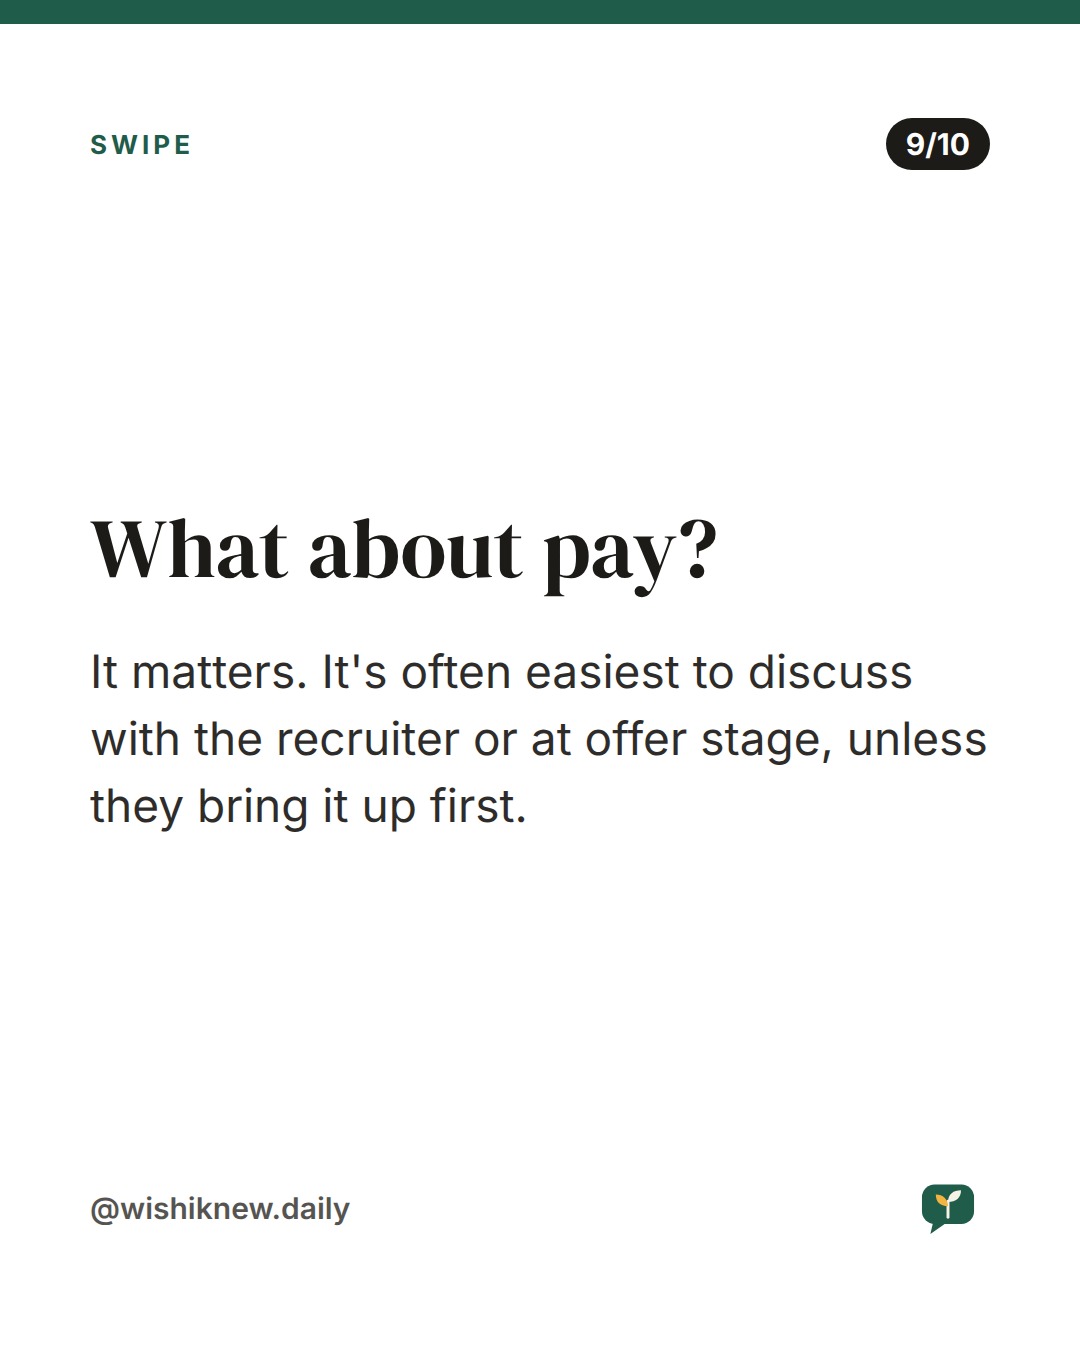 SWIPE
9/10
What about pay?
It matters. It's often easiest to discuss
with the recruiter or at offer stage, unless
they bring it up first.
@wishiknew.daily